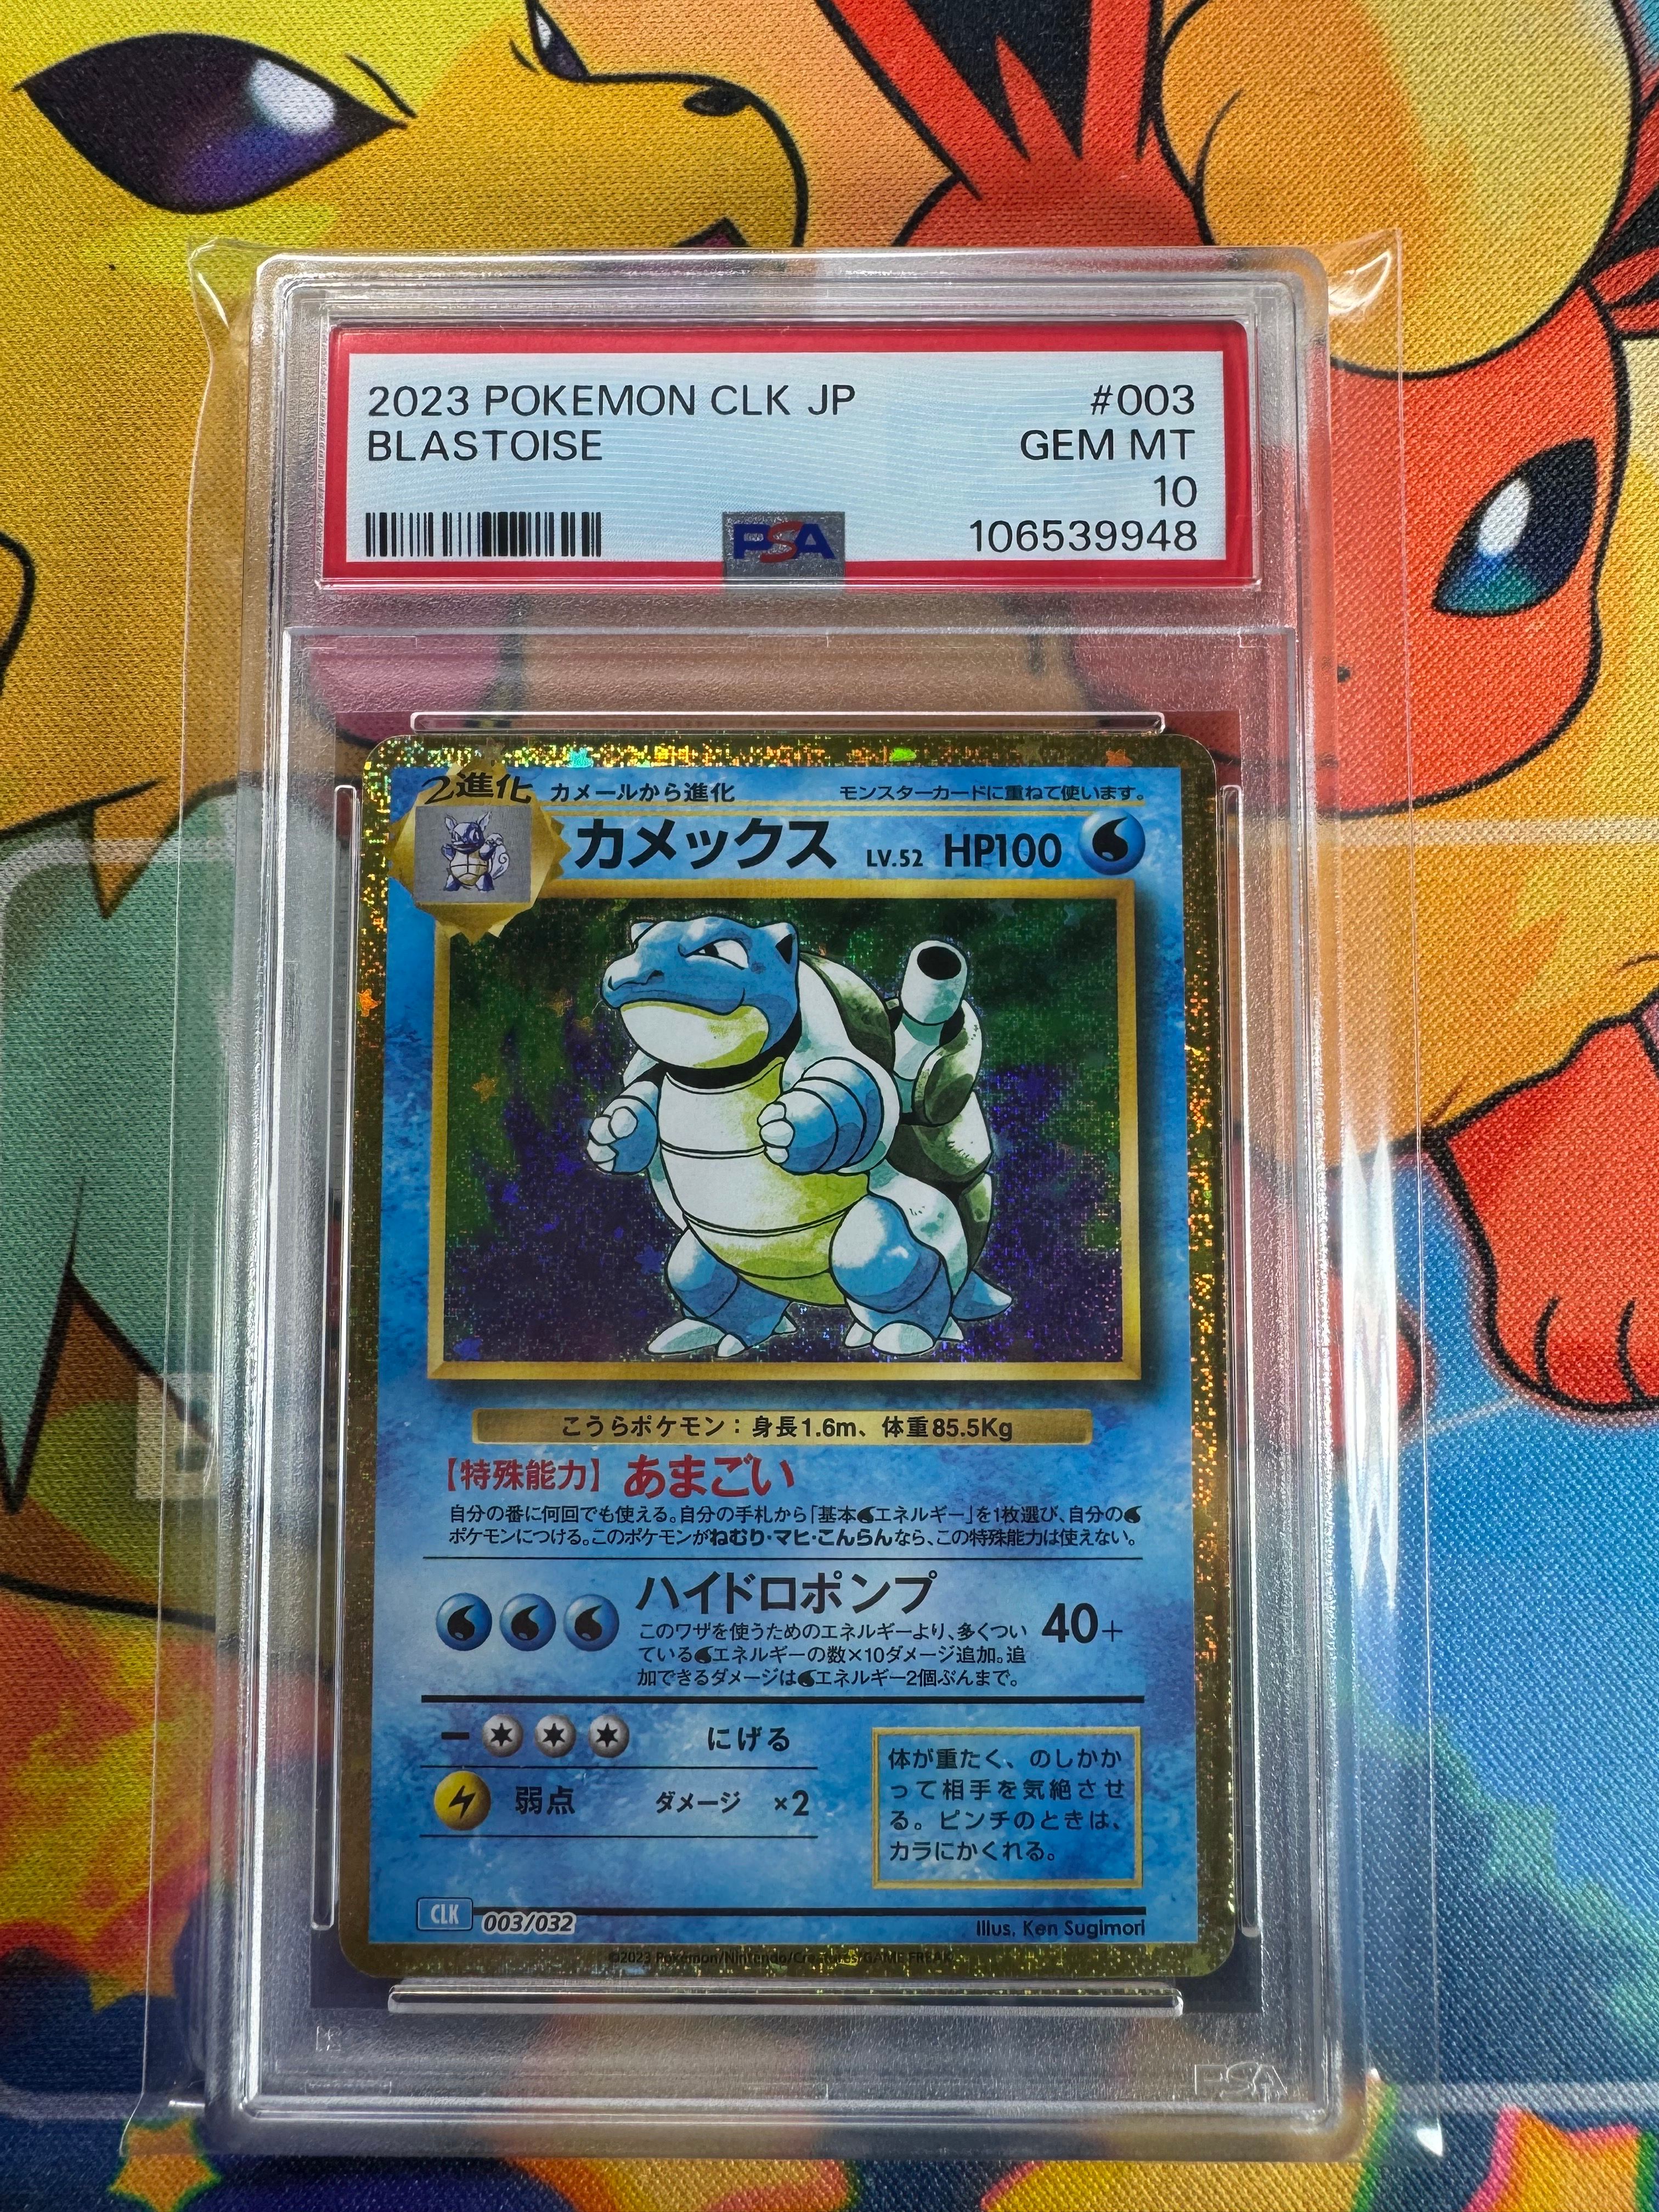 2023 POKEMON CLK JP #003
BLASTOISE GEM MT
10
PSA 106539948
2進化 カメールから進化 モンスターカードに重ねて使います。
カメックス LV.52 HP100
こうらポケモン：身長1.6m、体重85.5Kg
【特殊能力】あまごい
自分の番に何回でも使える。自分の手札から「基本エネルギー」を1枚選び、自分の
ポケモンにつける。このポケモンがねむり・マヒ・こんらんなら、この特殊能力は使えない。
ハイドロポンプ 40+
このワザを使うためのエネルギーより、多くつい
ているエネルギーの数×10ダメージ追加。追
加できるダメージはエネルギー2個ぶんまで。
ー にげる
弱点 ダメージ ×2
体が重たく、のしかか
って相手を気絶させ
る。ピンチのときは、
カラにかくれる。
CLK 003/032 Illus. Ken Sugimori
©2023 Pokémon/Nintendo/Creatures/GAME FREAK.
PSA